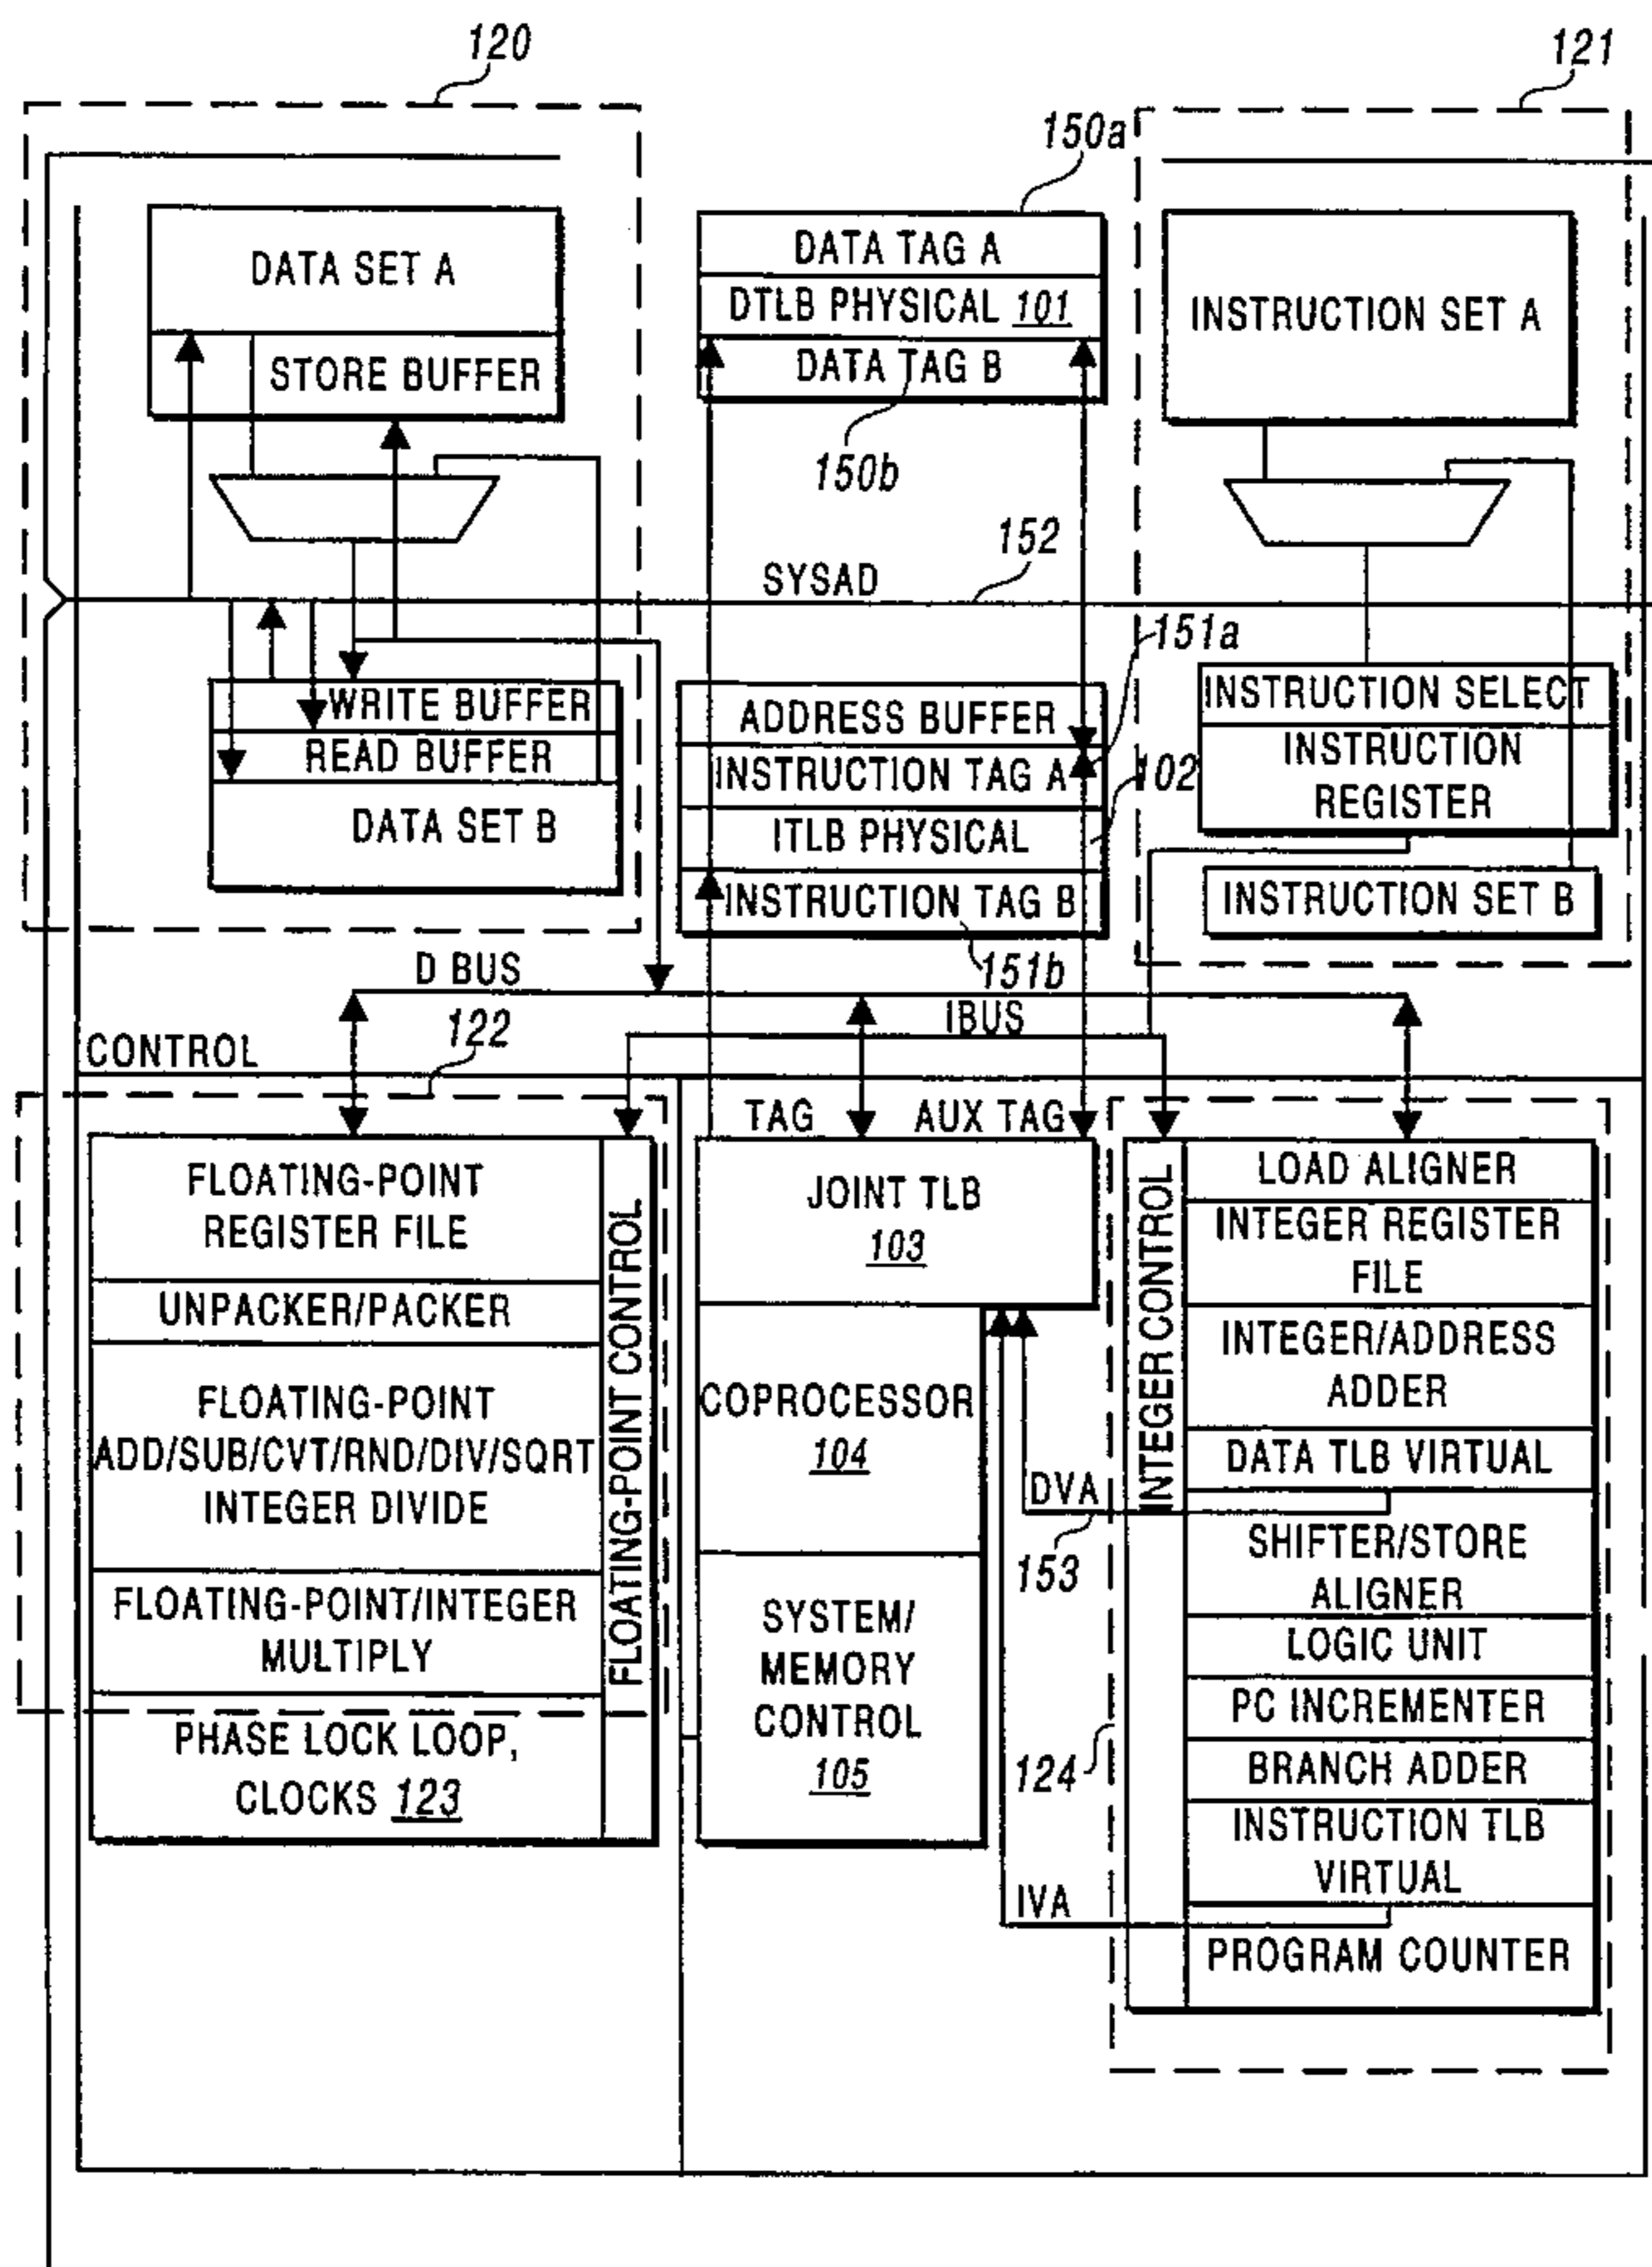 120
121
150a
DATA SET A
STORE BUFFER
DATA TAG A
DTLB PHYSICAL 101
DATA TAG B
150b
INSTRUCTION SET A
152
SYSAD
151a
WRITE BUFFER
READ BUFFER
DATA SET B
ADDRESS BUFFER
INSTRUCTION TAG A
102
ITLB PHYSICAL
INSTRUCTION TAG B
151b
INSTRUCTION SELECT
INSTRUCTION
REGISTER
INSTRUCTION SET B
D BUS
IBUS
122
CONTROL
TAG
AUX TAG
FLOATING-POINT
REGISTER FILE
UNPACKER/PACKER
FLOATING-POINT
ADD/SUB/CVT/RND/DIV/SQRT
INTEGER DIVIDE
FLOATING-POINT/INTEGER
MULTIPLY
PHASE LOCK LOOP,
CLOCKS 123
FLOATING-POINT CONTROL
JOINT TLB
103
COPROCESSOR
104
SYSTEM/
MEMORY
CONTROL
105
DVA
153
124
IVA
INTEGER CONTROL
LOAD ALIGNER
INTEGER REGISTER
FILE
INTEGER/ADDRESS
ADDER
DATA TLB VIRTUAL
SHIFTER/STORE
ALIGNER
LOGIC UNIT
PC INCREMENTER
BRANCH ADDER
INSTRUCTION TLB
VIRTUAL
PROGRAM COUNTER